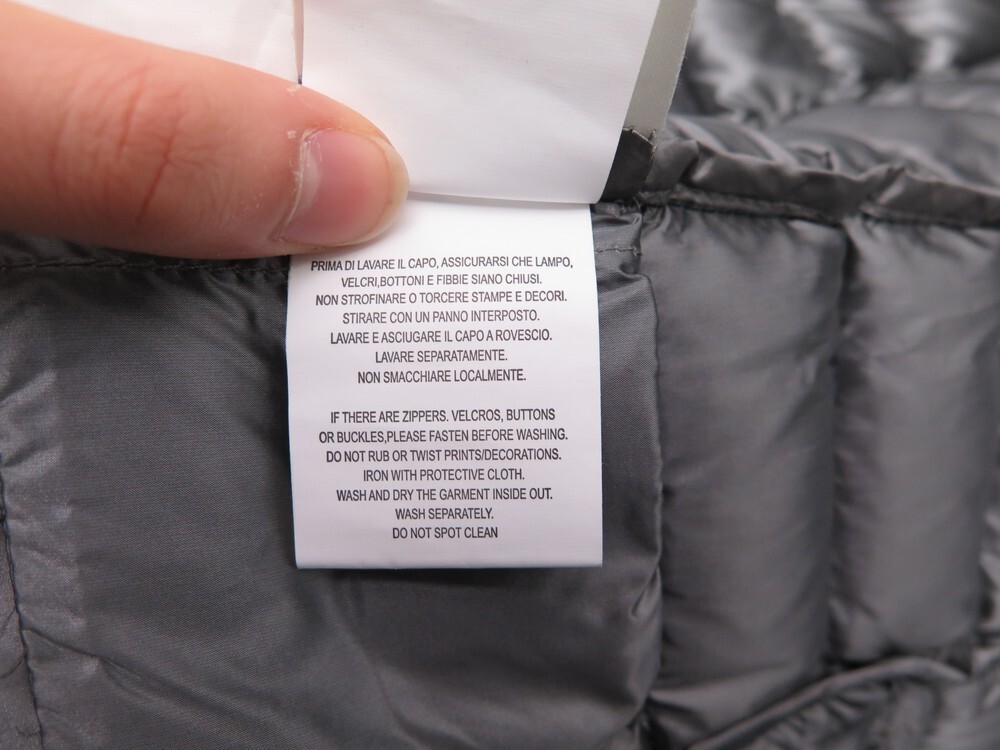 PRIMA DI LAVARE IL CAPO, ASSICURARSI CHE LAMPO,
VELCRI,BOTTONI E FIBBIE SIANO CHIUSI.
NON STROFINARE O TORCERE STAMPE E DECORI.
STIRARE CON UN PANNO INTERPOSTO.
LAVARE E ASCIUGARE IL CAPO A ROVESCIO.
LAVARE SEPARATAMENTE.
NON SMACCHIARE LOCALMENTE.
IF THERE ARE ZIPPERS. VELCROS, BUTTONS
OR BUCKLES,PLEASE FASTEN BEFORE WASHING.
DO NOT RUB OR TWIST PRINTS/DECORATIONS.
IRON WITH PROTECTIVE CLOTH.
WASH AND DRY THE GARMENT INSIDE OUT.
WASH SEPARATELY.
DO NOT SPOT CLEAN